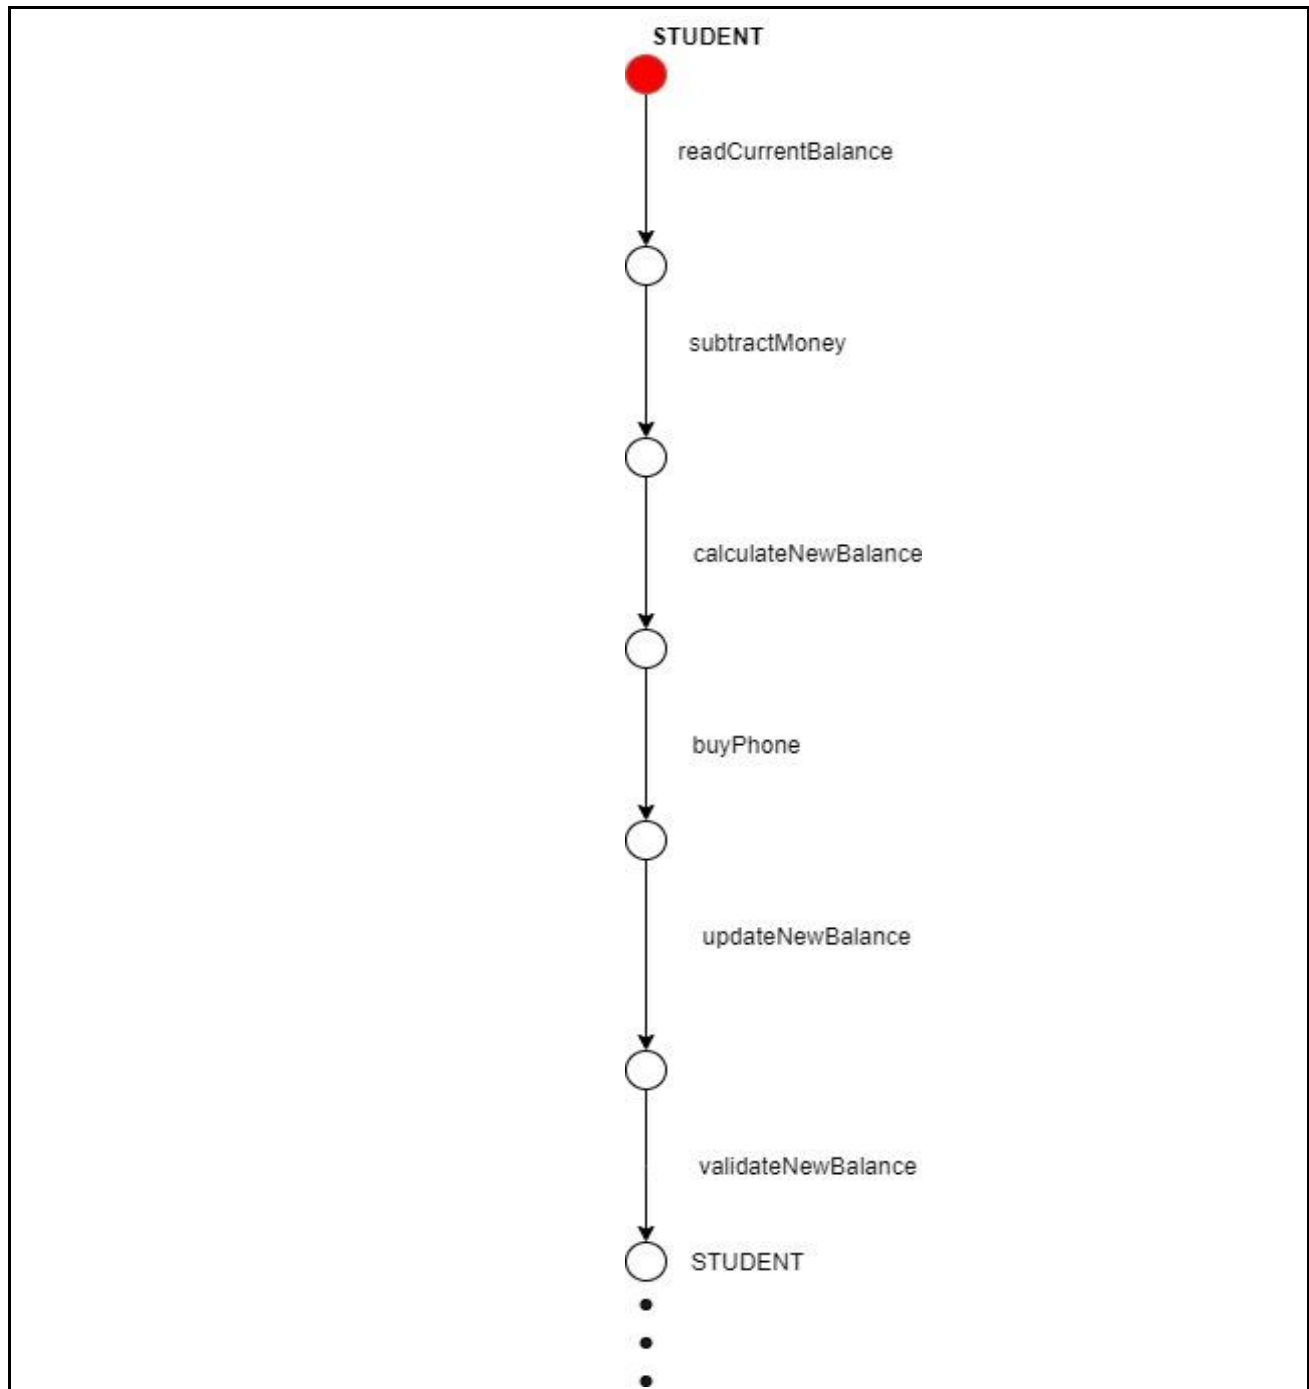 STUDENT
readCurrentBalance
subtractMoney
calculateNewBalance
buyPhone
updateNewBalance
validateNewBalance
STUDENT